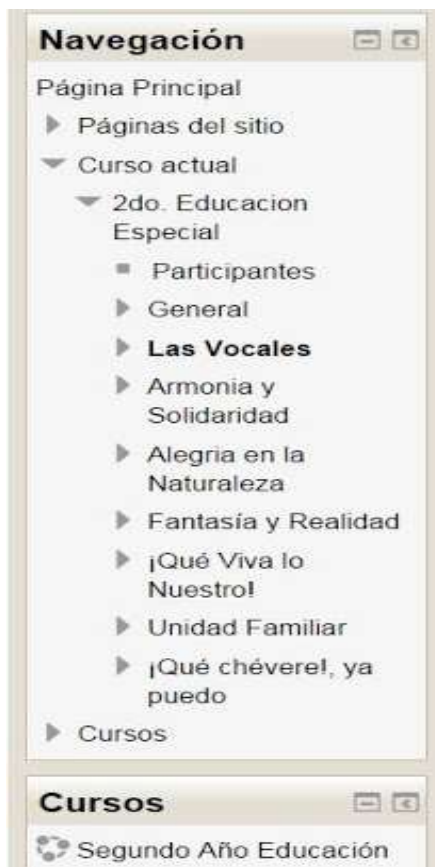 Navegación
Página Principal
Páginas del sitio
Curso actual
2do. Educacion
Especial
Participantes
General
Las Vocales
Armonia y
Solidaridad
Alegria en la
Naturaleza
Fantasía y Realidad
¡Qué Viva lo
Nuestro!
Unidad Familiar
¡Qué chévere!, ya
puedo
Cursos
Cursos
Segundo Año Educación